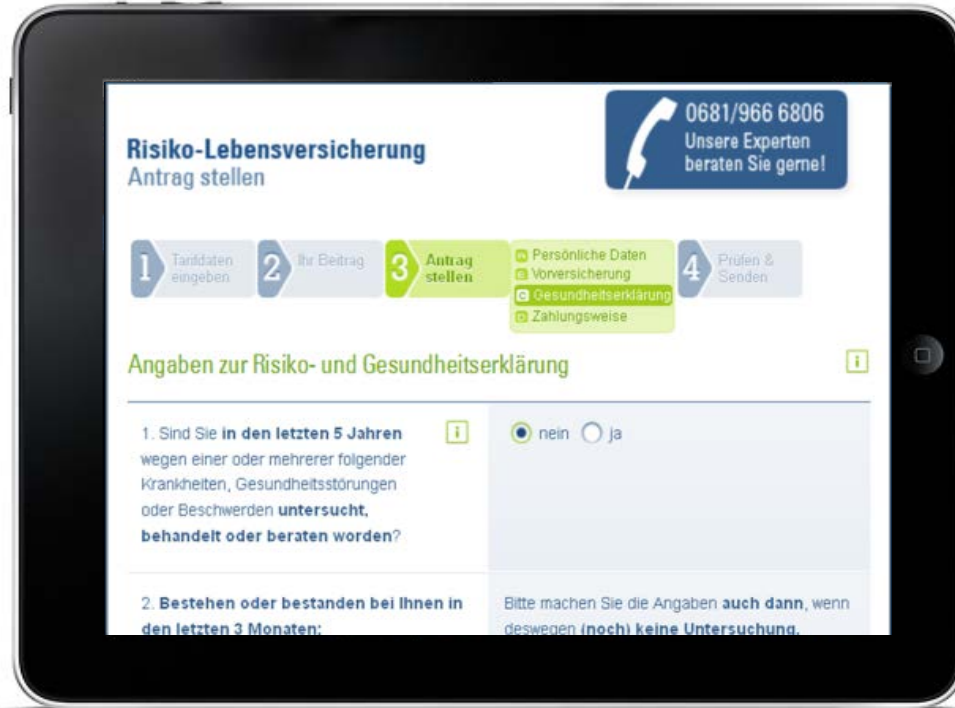 0681/966 6806
Unsere Experten
beraten Sie gerne!
Risiko-Lebensversicherung
Antrag stellen
1 Tarifdaten
eingeben
2 Ihr Beitrag
3 Antrag
stellen
A Persönliche Daten
B Vorversicherung
C Gesundheitserklärung
D Zahlungsweise
4 Prüfen &
Senden
Angaben zur Risiko- und Gesundheitserklärung
i
1. Sind Sie in den letzten 5 Jahren
i
wegen einer oder mehrerer folgender
Krankheiten, Gesundheitsstörungen
oder Beschwerden untersucht,
behandelt oder beraten worden?
nein ja
2. Bestehen oder bestanden bei Ihnen in
den letzten 3 Monaten:
Bitte machen Sie die Angaben auch dann, wenn
deswegen (noch) keine Untersuchung,